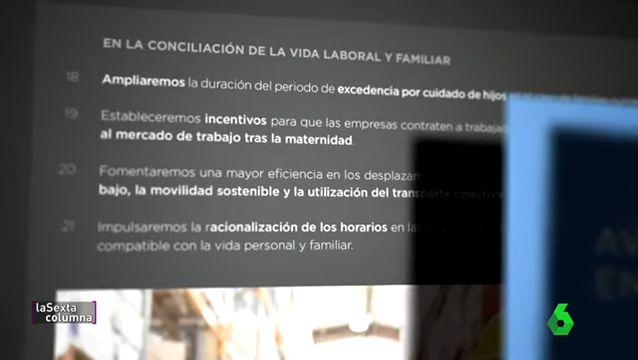 EN LA CONCILIACIÓN DE LA VIDA LABORAL Y FAMILIAR
18 Ampliaremos la duración del periodo de excedencia por cuidado de hijos
19 Estableceremos incentivos para que las empresas contraten a
al mercado de trabajo tras la maternidad.
20 Fomentaremos una mayor eficiencia en los
bajo, la movilidad sostenible y la utilización del transporte colectivo
21 Impulsaremos la racionalización de los horarios en
compatible con la vida personal y familiar.
laSexta
columna
6